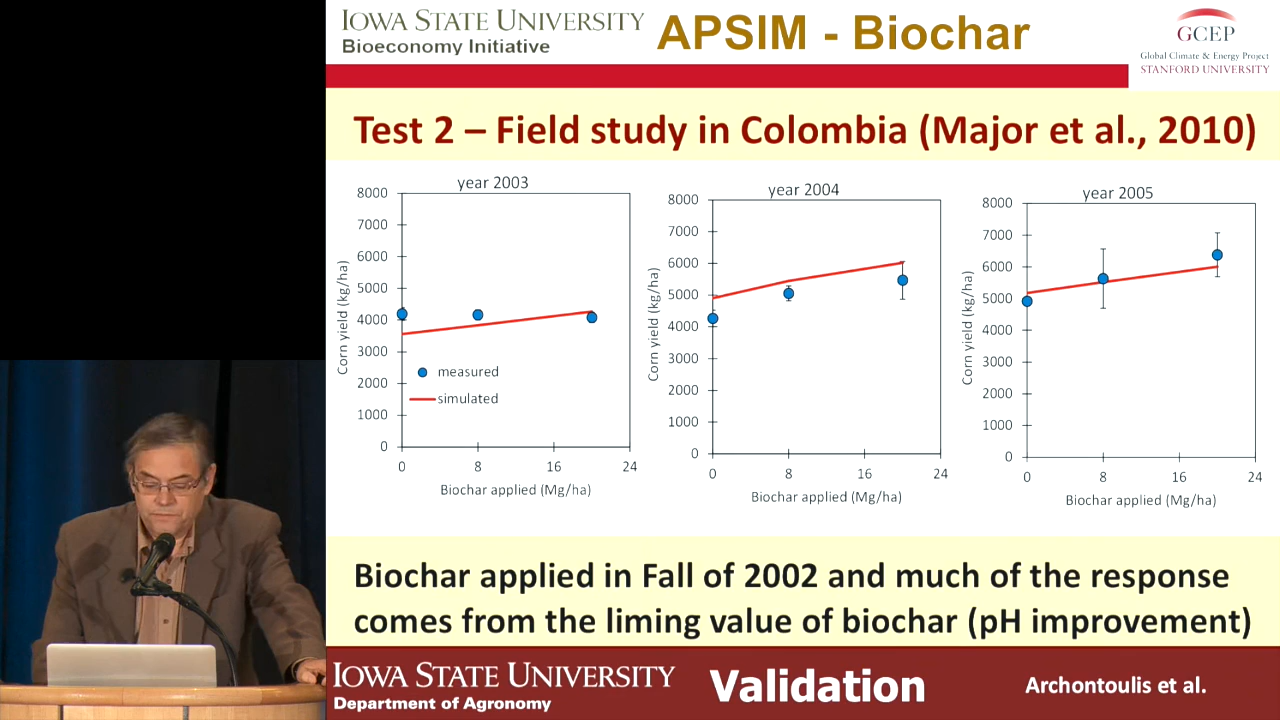 IOWA STATE UNIVERSITY
Bioeconomy Initiative
APSIM - Biochar
GCEP
Global Climate & Energy Project
STANFORD UNIVERSITY
Test 2 – Field study in Colombia (Major et al., 2010)
year 2003
8000
7000
6000
5000
4000
3000
2000
1000
0
Corn yield (kg/ha)
measured
simulated
0 8 16 24
Biochar applied (Mg/ha)
year 2004
8000
7000
6000
5000
4000
3000
2000
1000
0
Corn yield (kg/ha)
0 8 16 24
Biochar applied (Mg/ha)
year 2005
8000
7000
6000
5000
4000
3000
2000
1000
0
Corn yield (kg/ha)
0 8 16 24
Biochar applied (Mg/ha)
Biochar applied in Fall of 2002 and much of the response
comes from the liming value of biochar (pH improvement)
IOWA STATE UNIVERSITY
Department of Agronomy
Validation
Archontoulis et al.